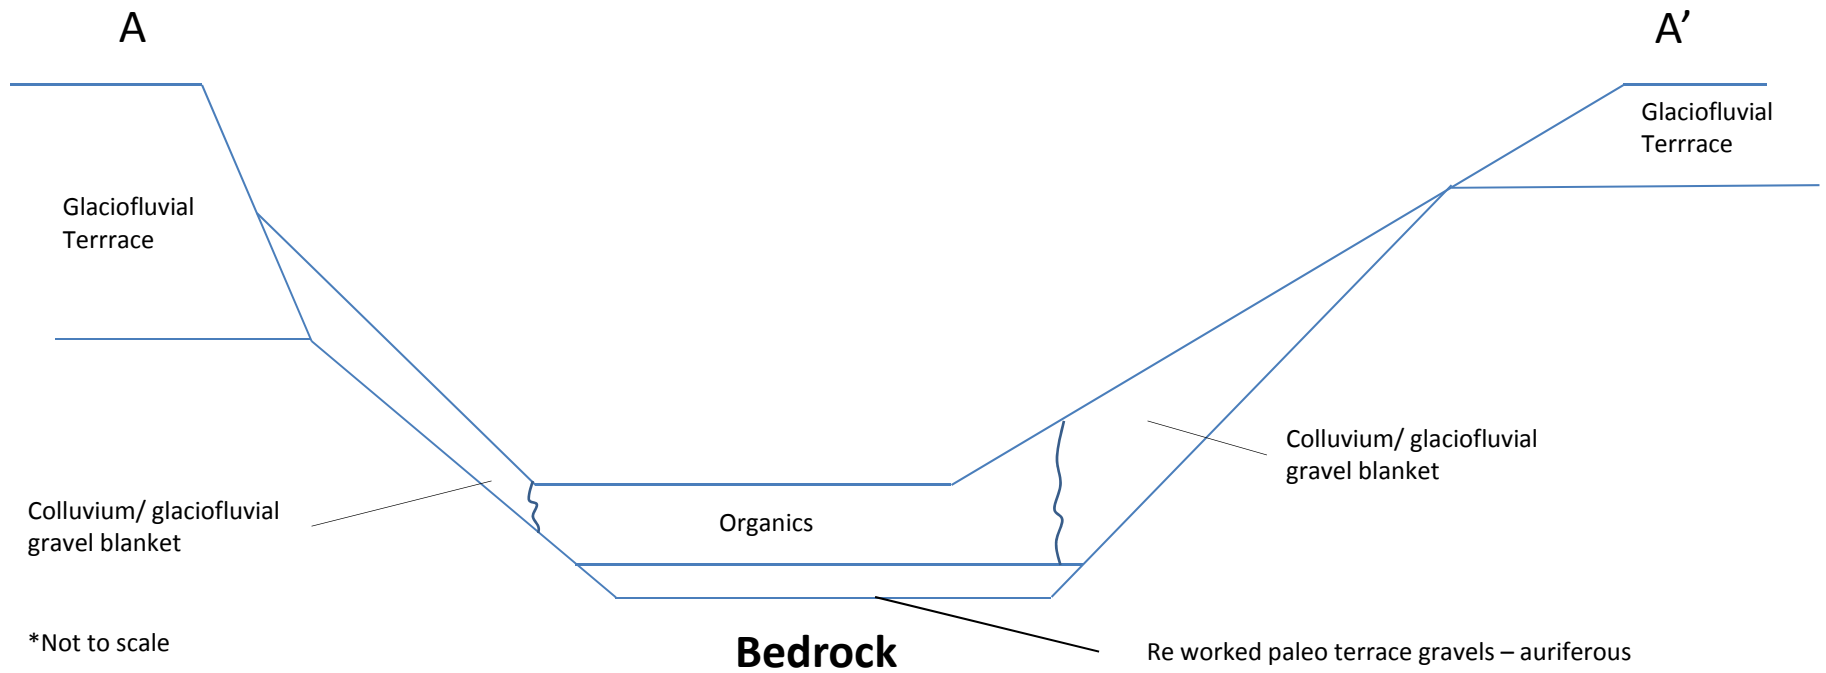 A
A’
Glaciofluvial
Terrrace
Glaciofluvial
Terrrace
Colluvium/ glaciofluvial
gravel blanket
Colluvium/ glaciofluvial
gravel blanket
Organics
*Not to scale
Bedrock
Re worked paleo terrace gravels – auriferous